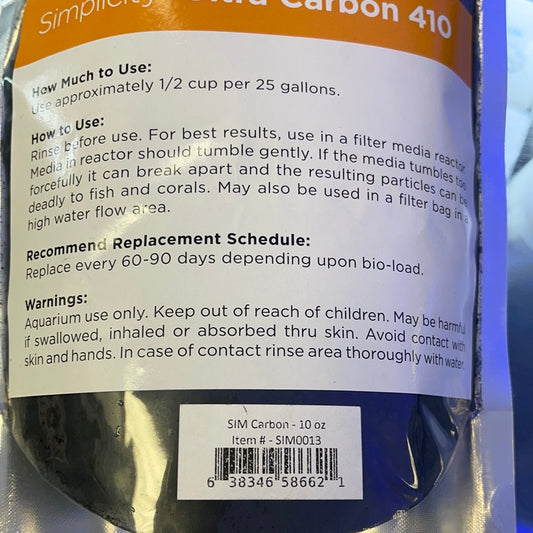 Simplicity Ultra Carbon 410
How Much to Use:
Use approximately 1/2 cup per 25 gallons.
How to Use:
Rinse before use. For best results, use in a filter media reactor
Media in reactor should tumble gently. If the media tumbles too
forcefully it can break apart and the resulting particles can be
deadly to fish and corals. May also be used in a filter bag in a
high water flow area.
Recommend Replacement Schedule:
Replace every 60-90 days depending upon bio-load.
Warnings:
Aquarium use only. Keep out of reach of children. May be harmful
if swallowed, inhaled or absorbed thru skin. Avoid contact with
skin and hands. In case of contact rinse area thoroughly with water.
SIM Carbon - 10 oz
Item # - SIM0013
6 38346 58662 1